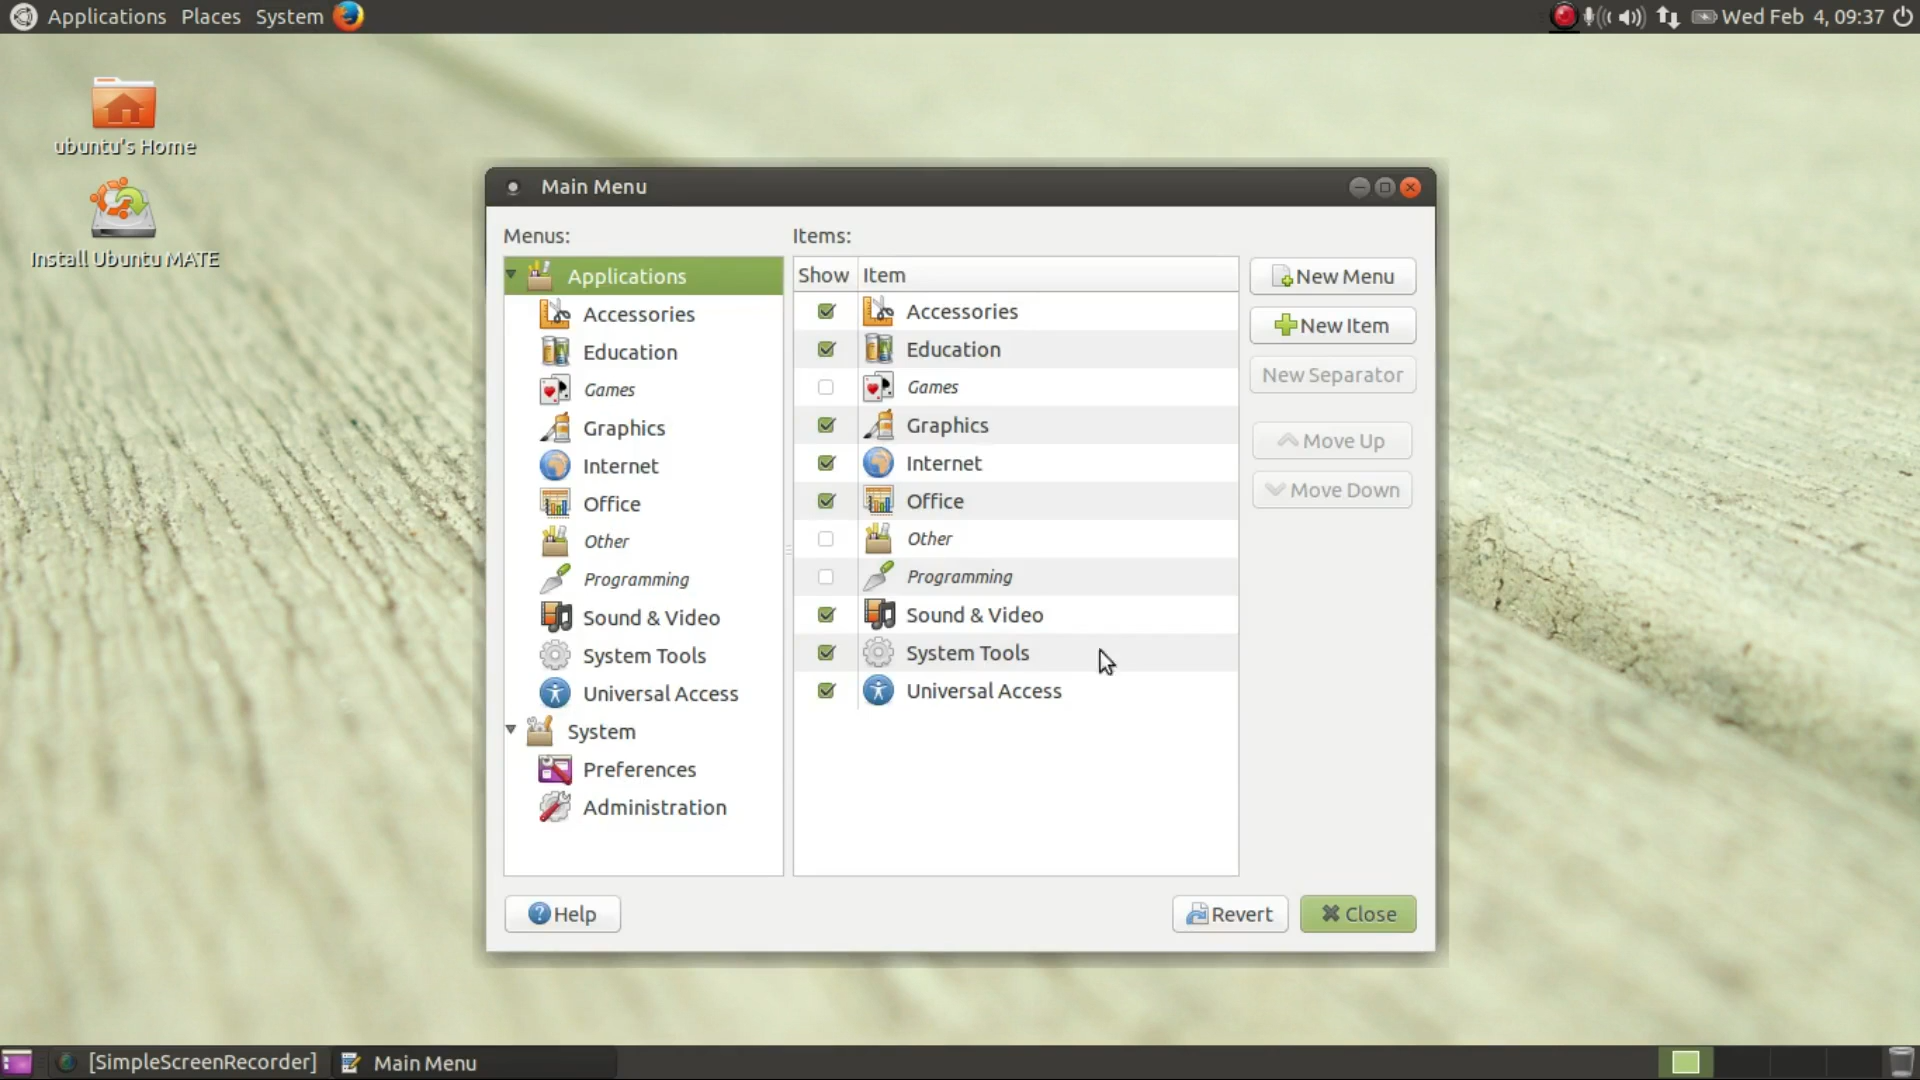 Applications Places System
Wed Feb 4, 09:37
ubuntu's Home
Install Ubuntu MATE
Main Menu
Menus:
Applications
Accessories
Education
Games
Graphics
Internet
Office
Other
Programming
Sound & Video
System Tools
Universal Access
System
Preferences
Administration
Items:
Show Item
Accessories
Education
Games
Graphics
Internet
Office
Other
Programming
Sound & Video
System Tools
Universal Access
New Menu
New Item
New Separator
Move Up
Move Down
Help
Revert
Close
[SimpleScreenRecorder]
Main Menu